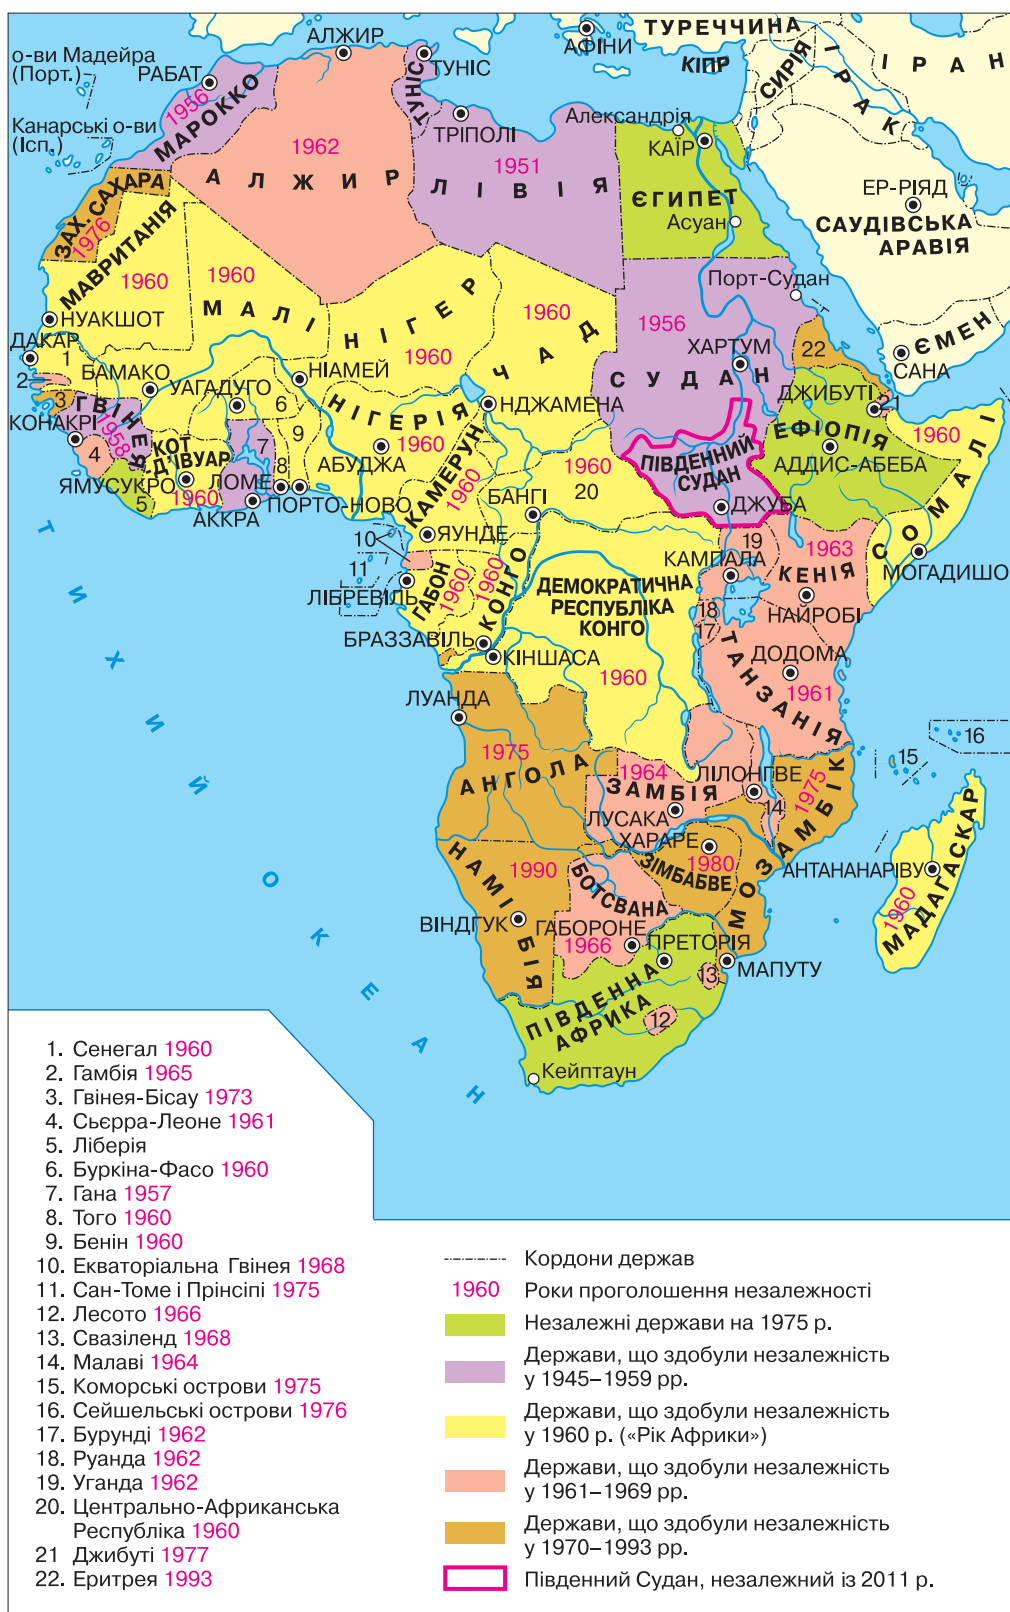 о-ви Мадейра
(Порт.)
Канарські о-ви
(Ісп.)
РАБАТ
АЛЖИР
ТУНІС
АФІНИ
ТУРЕЧЧИНА
КІПР
СИРІЯ
ІРАК
ІРАН
1956
МАРОККО
ТУНІС
ТРІПОЛІ
Александрія
КАЇР
1962
АЛЖИР
1951
ЛІВІЯ
ЄГИПЕТ
Асуан
ЕР-РІЯД
САУДІВСЬКА
АРАВІЯ
ЗАХ. САХАРА
1976
МАВРИТАНІЯ
1960
НУАКШОТ
1960
МАЛІ
НІГЕР
1960
1960
ЧАД
Порт-Судан
1956
ХАРТУМ
СУДАН
22
ЄМЕН
САНА
ДАКАР
1
2
3
БАМАКО
УАГАДУГО
НІАМЕЙ
6
НІГЕРІЯ
НДЖАМЕНА
ДЖИБУТІ
21
ГВІНЕЯ
1958
КОНАКРІ
4
КОТ
Д'ІВУАР
7
9
8
АБУДЖА
1960
ЕФІОПІЯ
АДДИС-АБЕБА
1960
СОМАЛІ
ПІВДЕННИЙ
СУДАН
ДЖУБА
ЯМУСУКРО
5
1960
ЛОМЕ
АККРА
ПОРТО-НОВО
КАМЕРУН
1960
1960
20
БАНГІ
10
ЯУНДЕ
11
ЛІБРЕВІЛЬ
ГАБОН
1960
1960
КОНГО
ДЕМОКРАТИЧНА
РЕСПУБЛІКА
КОНГО
19
КАМПАЛА
1963
КЕНІЯ
НАЙРОБІ
МОГАДИШО
БРАЗЗАВІЛЬ
КІНШАСА
18
17
1960
ДОДОМА
1961
ТАНЗАНІЯ
ЛУАНДА
1975
АНГОЛА
1964
ЗАМБІЯ
ЛІЛОНГВЕ
ЛУСАКА
14
1975
МОЗАМБІК
15
16
ХАРАРЕ
1980
ЗІМБАБВЕ
АНТАНАНАРІВУ
1960
МАДАГАСКАР
1990
НАМІБІЯ
ВІНДГУК
БОТСВАНА
ГАБОРОНЕ
1966
ПРЕТОРІЯ
МАПУТУ
13
ПІВДЕННА
АФРИКА
12
Кейптаун
ТИХИЙ ОКЕАН
1. Сенегал 1960
2. Гамбія 1965
3. Гвінея-Бісау 1973
4. Сьєрра-Леоне 1961
5. Ліберія
6. Буркіна-Фасо 1960
7. Гана 1957
8. Того 1960
9. Бенін 1960
10. Екваторіальна Гвінея 1968
11. Сан-Томе і Прінсіпі 1975
12. Лесото 1966
13. Свазіленд 1968
14. Малаві 1964
15. Коморські острови 1975
16. Сейшельські острови 1976
17. Бурунді 1962
18. Руанда 1962
19. Уганда 1962
20. Центрально-Африканська
Республіка 1960
21 Джибуті 1977
22. Еритрея 1993
Кордони держав
1960 Роки проголошення незалежності
Незалежні держави на 1975 р.
Держави, що здобули незалежність
у 1945–1959 рр.
Держави, що здобули незалежність
у 1960 р. («Рік Африки»)
Держави, що здобули незалежність
у 1961–1969 рр.
Держави, що здобули незалежність
у 1970–1993 рр.
Південний Судан, незалежний із 2011 р.